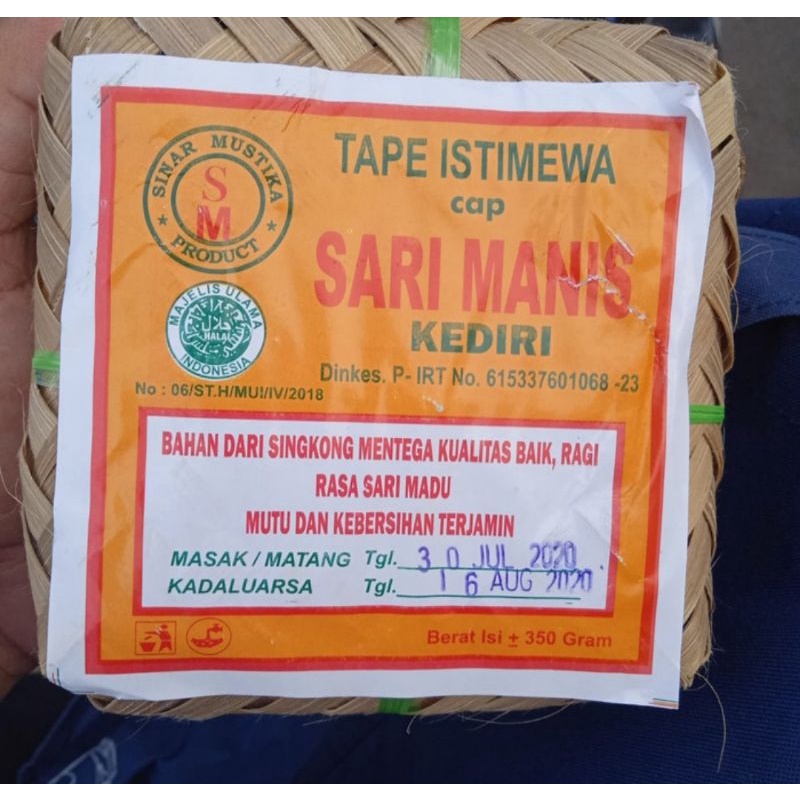 SINAR MUSTIKA
S
M
PRODUCT
TAPE ISTIMEWA
cap
SARI MANIS
KEDIRI
Dinkes. P- IRT No. 615337601068 -23
MAJELIS ULAMA
حلال
HALAL
INDONESIA
No : 06/ST.H/MUI/IV/2018
BAHAN DARI SINGKONG MENTEGA KUALITAS BAIK, RAGI
RASA SARI MADU
MUTU DAN KEBERSIHAN TERJAMIN
MASAK / MATANG Tgl. 30 JUL 2020
KADALUARSA Tgl. 16 AUG 2020
Berat Isi ± 350 Gram